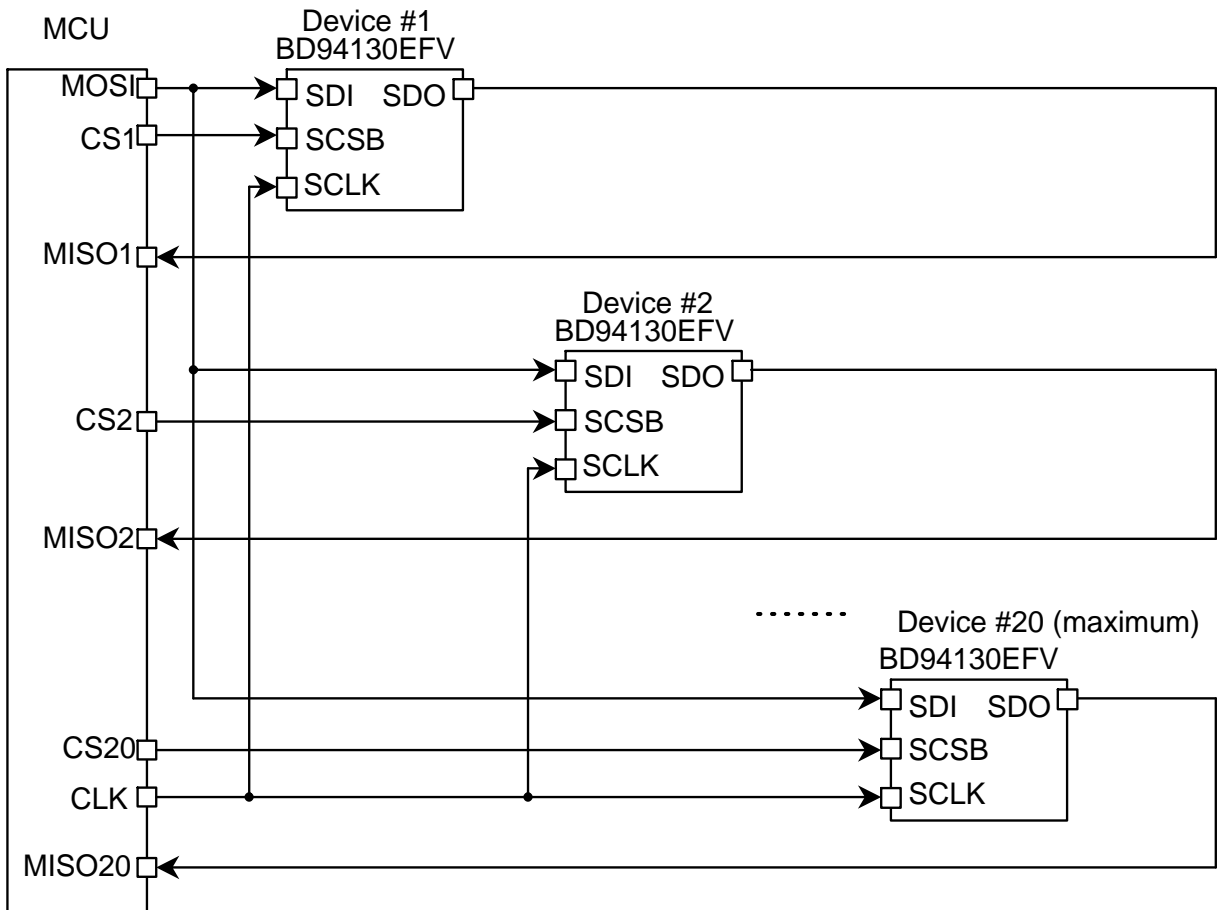 MCU
Device #1
BD94130EFV
MOSI
SDI SDO
CS1
SCSB
SCLK
MISO1
Device #2
BD94130EFV
SDI SDO
CS2
SCSB
SCLK
MISO2
Device #20 (maximum)
BD94130EFV
SDI SDO
CS20
SCSB
CLK
SCLK
MISO20